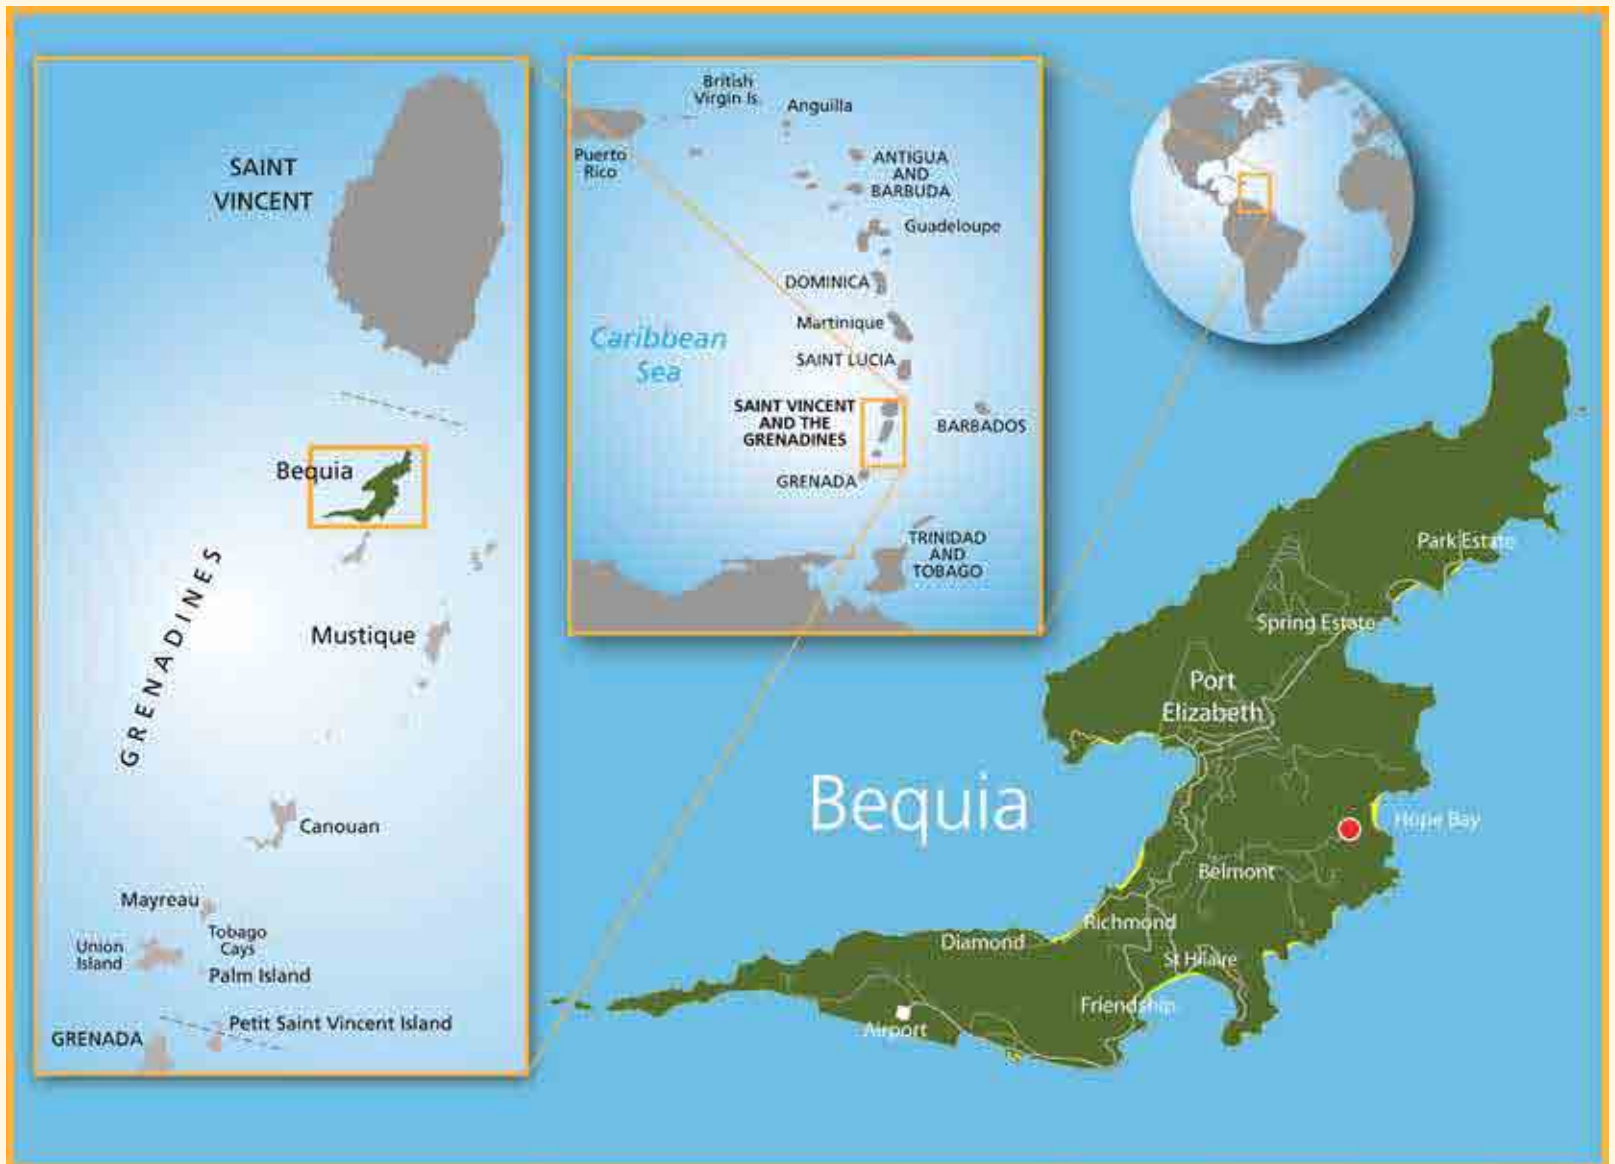 SAINT
VINCENT
Bequia
GRENADINES
Mustique
Canouan
Mayreau
Tobago
Cays
Union
Island
Palm Island
Petit Saint Vincent Island
GRENADA
British
Virgin Is.
Anguilla
Puerto
Rico
ANTIGUA
AND
BARBUDA
Guadeloupe
DOMINICA
Martinique
Caribbean
Sea
SAINT LUCIA
SAINT VINCENT
AND THE
GRENADINES
BARBADOS
GRENADA
TRINIDAD
AND
TOBAGO
Park Estate
Spring Estate
Port
Elizabeth
Bequia
Hope Bay
Belmont
Richmond
Diamond
St Hilaire
Friendship
Airport